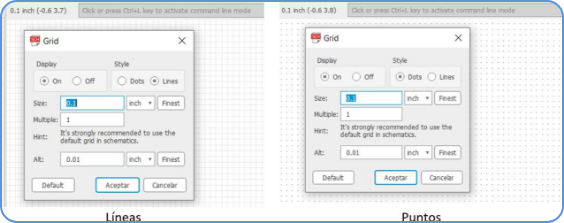 0.1 inch (-0.6 3.7) Click or press Ctrl+L key to activate command line mode
Grid
Display Style
On Off Dots Lines
Size: 0.1 inch Finest
Multiple: 1
Hint: It's strongly recommended to use the
default grid in schematics.
Alt: 0.01 inch Finest
Default Aceptar Cancelar
Líneas
0.1 inch (-0.6 3.8) Click or press Ctrl+L key to activate command line mode
Grid
Display Style
On Off Dots Lines
Size: 0.1 inch Finest
Multiple: 1
Hint: It's strongly recommended to use the
default grid in schematics.
Alt: 0.01 inch Finest
Default Aceptar Cancelar
Puntos